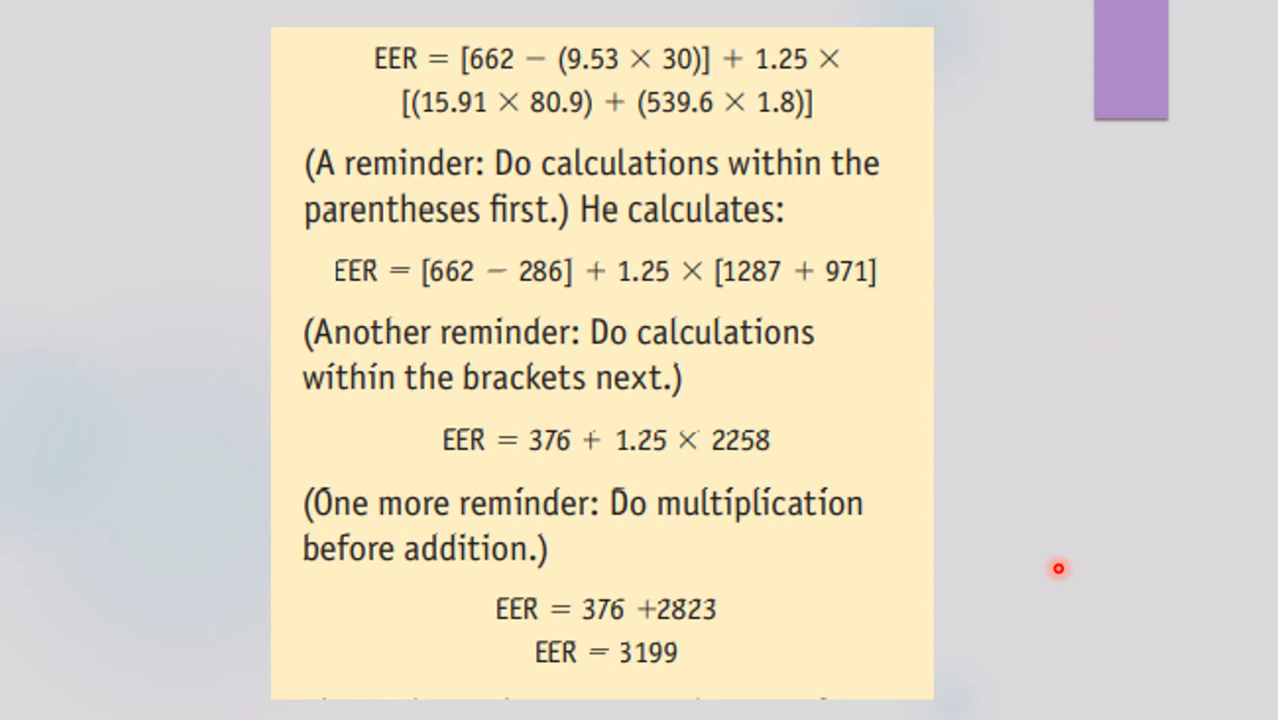 EER = [662 − (9.53 × 30)] + 1.25 ×
[(15.91 × 80.9) + (539.6 × 1.8)]
(A reminder: Do calculations within the
parentheses first.) He calculates:
EER = [662 − 286] + 1.25 × [1287 + 971]
(Another reminder: Do calculations
within the brackets next.)
EER = 376 + 1.25 × 2258
(One more reminder: Do multiplication
before addition.)
EER = 376 +2823
EER = 3199